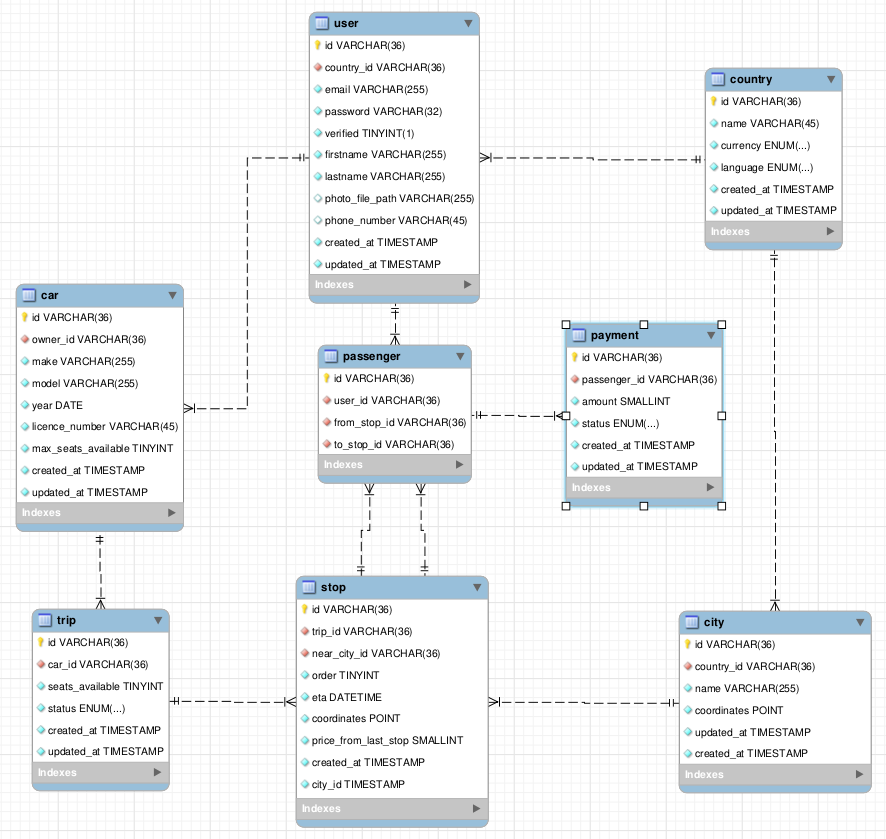 user
id VARCHAR(36)
country_id VARCHAR(36)
email VARCHAR(255)
password VARCHAR(32)
verified TINYINT(1)
firstname VARCHAR(255)
lastname VARCHAR(255)
photo_file_path VARCHAR(255)
phone_number VARCHAR(45)
created_at TIMESTAMP
updated_at TIMESTAMP
Indexes
country
id VARCHAR(36)
name VARCHAR(45)
currency ENUM(...)
language ENUM(...)
created_at TIMESTAMP
updated_at TIMESTAMP
Indexes
car
id VARCHAR(36)
owner_id VARCHAR(36)
make VARCHAR(255)
model VARCHAR(255)
year DATE
licence_number VARCHAR(45)
max_seats_available TINYINT
created_at TIMESTAMP
updated_at TIMESTAMP
Indexes
passenger
id VARCHAR(36)
user_id VARCHAR(36)
from_stop_id VARCHAR(36)
to_stop_id VARCHAR(36)
Indexes
payment
id VARCHAR(36)
passenger_id VARCHAR(36)
amount SMALLINT
status ENUM(...)
created_at TIMESTAMP
updated_at TIMESTAMP
Indexes
trip
id VARCHAR(36)
car_id VARCHAR(36)
seats_available TINYINT
status ENUM(...)
created_at TIMESTAMP
updated_at TIMESTAMP
Indexes
stop
id VARCHAR(36)
trip_id VARCHAR(36)
near_city_id VARCHAR(36)
order TINYINT
eta DATETIME
coordinates POINT
price_from_last_stop SMALLINT
created_at TIMESTAMP
city_id TIMESTAMP
Indexes
city
id VARCHAR(36)
country_id VARCHAR(36)
name VARCHAR(255)
coordinates POINT
updated_at TIMESTAMP
created_at TIMESTAMP
Indexes